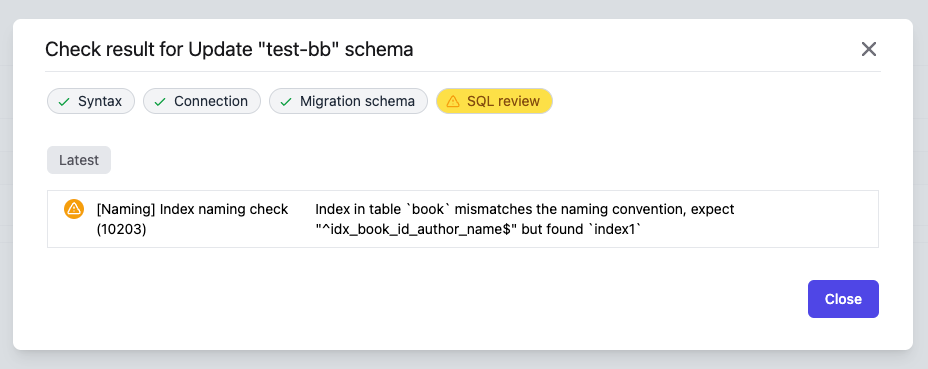 Check result for Update "test-bb" schema
Syntax
Connection
Migration schema
SQL review
Latest
[Naming] Index naming check
(10203)
Index in table `book` mismatches the naming convention, expect
"^idx_book_id_author_name$" but found `index1`
Close